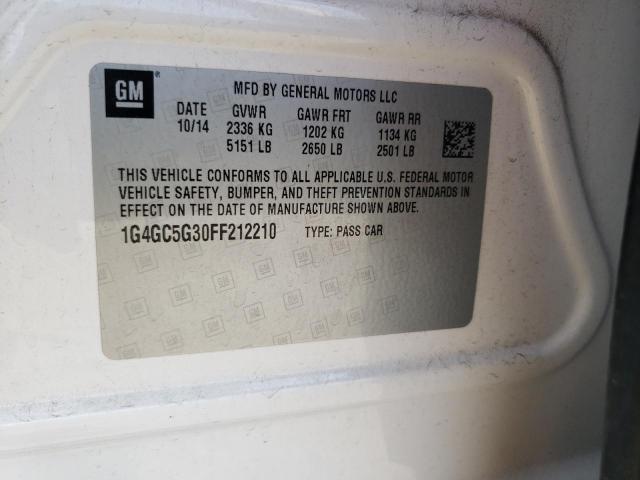 GM ®
MFD BY GENERAL MOTORS LLC
DATE GVWR GAWR FRT GAWR RR
10/14 2336 KG 1202 KG 1134 KG
5151 LB 2650 LB 2501 LB
THIS VEHICLE CONFORMS TO ALL APPLICABLE U.S. FEDERAL MOTOR
VEHICLE SAFETY, BUMPER, AND THEFT PREVENTION STANDARDS IN
EFFECT ON THE DATE OF MANUFACTURE SHOWN ABOVE.
1G4GC5G30FF212210 TYPE: PASS CAR